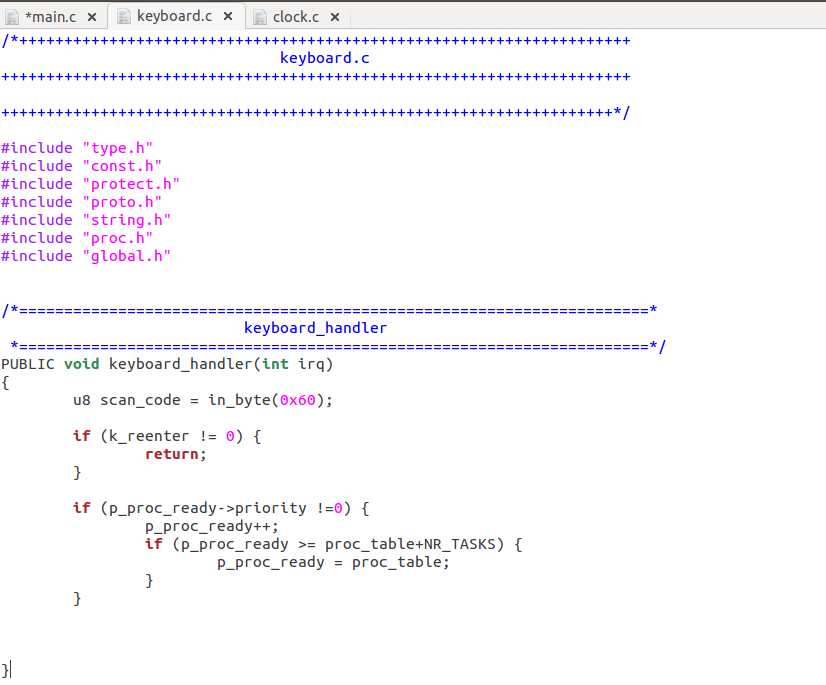 *main.c × keyboard.c × clock.c ×
/*++++++++++++++++++++++++++++++++++++++++++++++++++++++++++++++++++++
keyboard.c
++++++++++++++++++++++++++++++++++++++++++++++++++++++++++++++++++++++
++++++++++++++++++++++++++++++++++++++++++++++++++++++++++++++++++++*/
#include "type.h"
#include "const.h"
#include "protect.h"
#include "proto.h"
#include "string.h"
#include "proc.h"
#include "global.h"
/*======================================================================*
keyboard_handler
*======================================================================*/
PUBLIC void keyboard_handler(int irq)
{
u8 scan_code = in_byte(0x60);
if (k_reenter != 0) {
return;
}
if (p_proc_ready->priority !=0) {
p_proc_ready++;
if (p_proc_ready >= proc_table+NR_TASKS) {
p_proc_ready = proc_table;
}
}
}